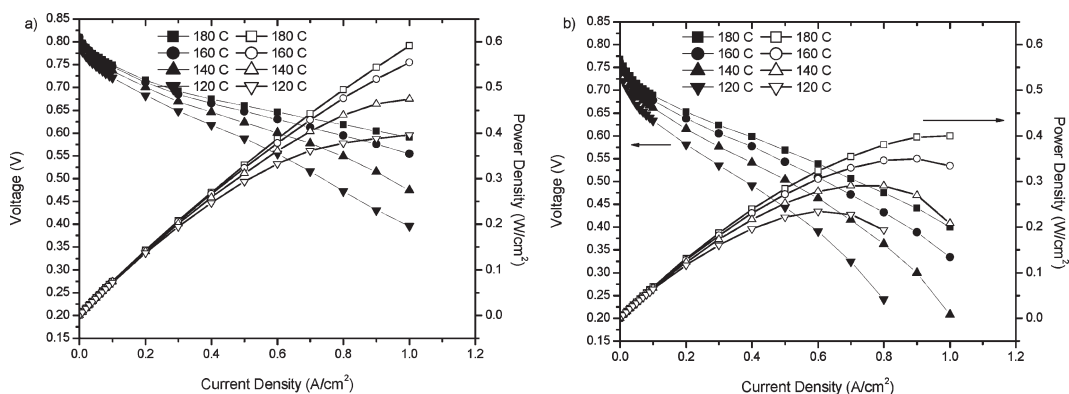 a)
180 C 180 C
160 C 160 C
140 C 140 C
120 C 120 C
0.85
0.80
0.75
0.70
0.65
0.60
0.55
0.50
0.45
0.40
0.35
0.30
0.25
0.20
0.15
Voltage (V)
0.0 0.2 0.4 0.6 0.8 1.0 1.2
Current Density (A/cm²)
0.6
0.5
0.4
0.3
0.2
0.1
0.0
Power Density (W/cm²)
b)
180 C 180 C
160 C 160 C
140 C 140 C
120 C 120 C
0.85
0.80
0.75
0.70
0.65
0.60
0.55
0.50
0.45
0.40
0.35
0.30
0.25
0.20
0.15
Voltage (V)
0.0 0.2 0.4 0.6 0.8 1.0 1.2
Current Density (A/cm²)
0.6
0.5
0.4
0.3
0.2
0.1
0.0
Power Density (W/cm²)